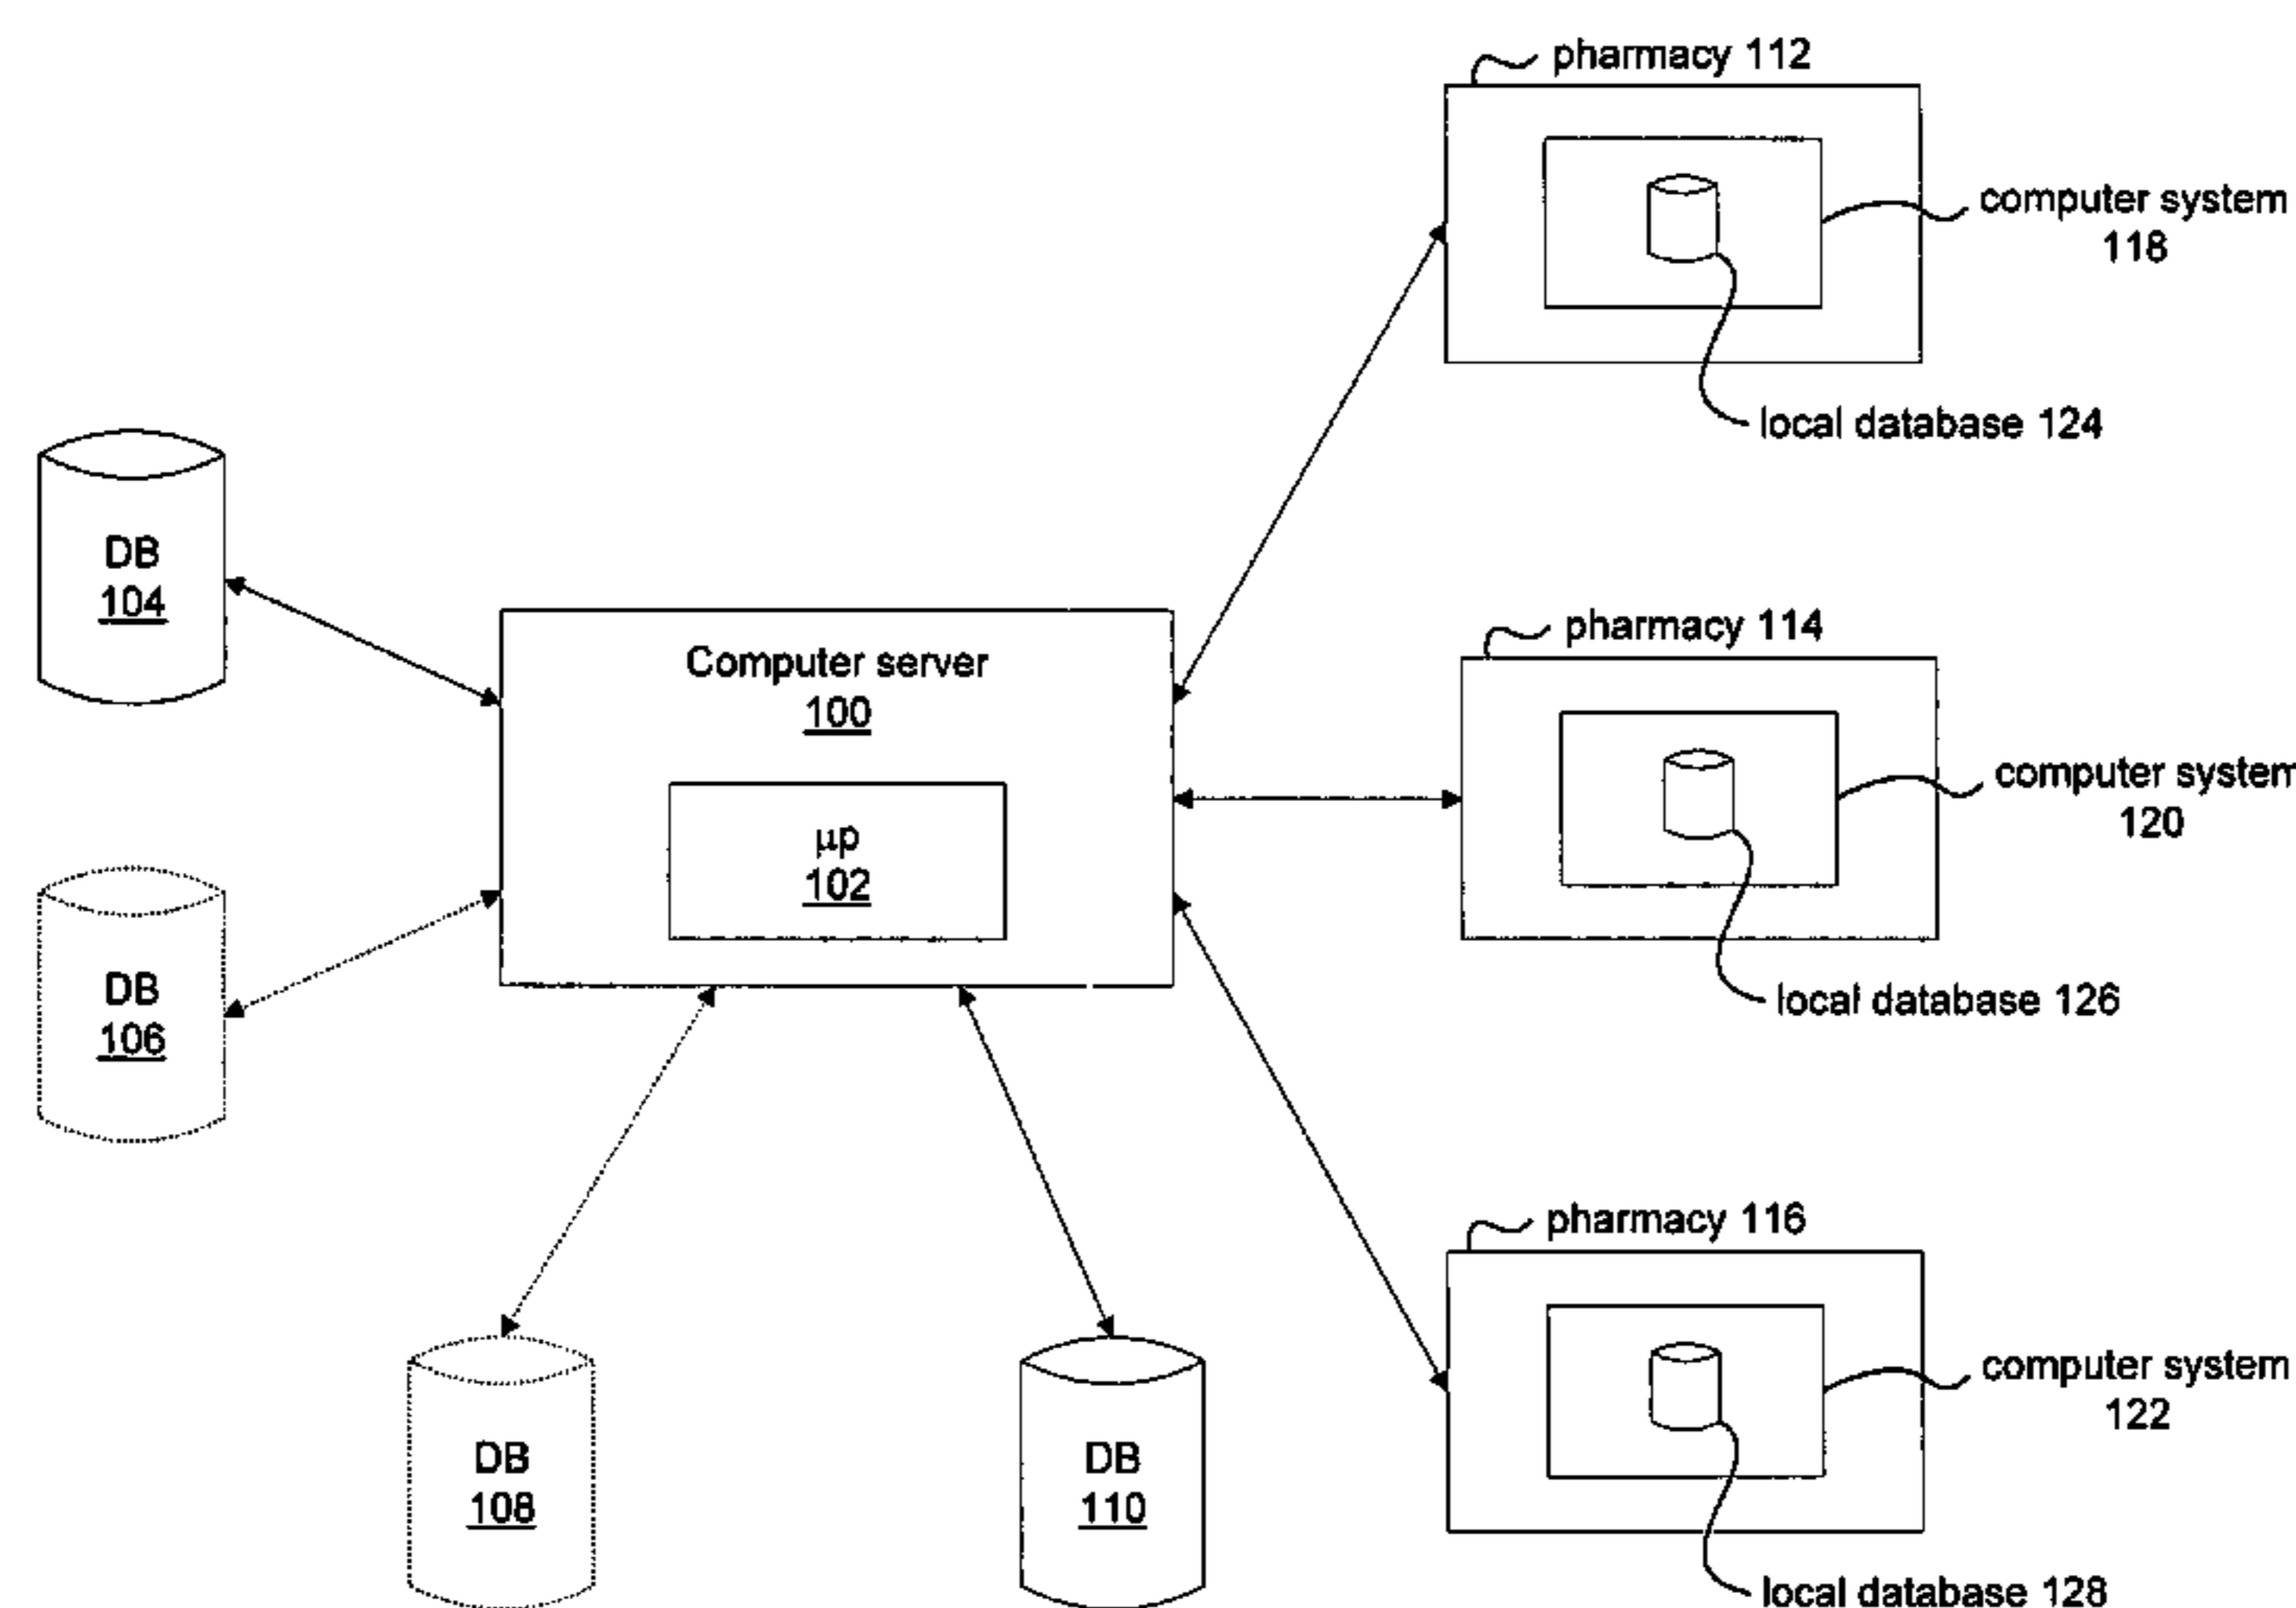 pharmacy 112
computer system
118
local database 124
DB
104
Computer server
100
µp
102
pharmacy 114
computer system
120
local database 126
DB
106
pharmacy 116
computer system
122
local database 128
DB
108
DB
110